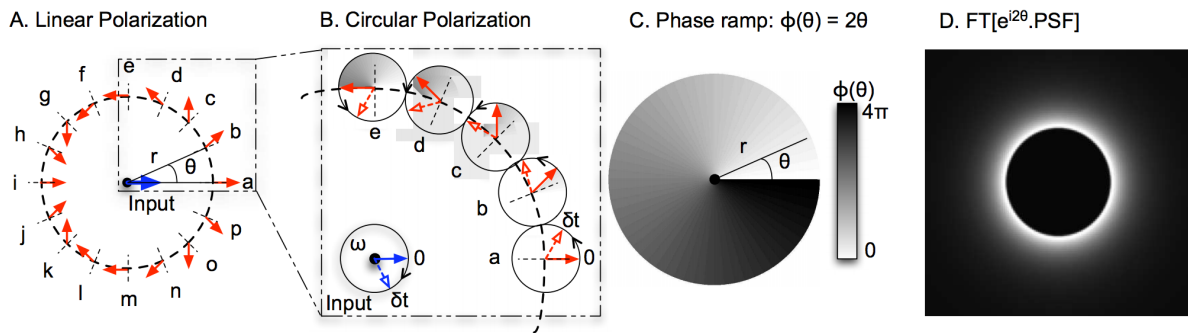 A. Linear Polarization
B. Circular Polarization
C. Phase ramp: ϕ(θ) = 2θ
D. FT[e^{i2θ}.PSF]
e
f
d
g
c
h
b
r
θ
i
a
Input
j
p
k
o
l
m
n
e
d
c
b
δt
a
0
ω
0
δt
Input
r
θ
ϕ(θ)
4π
0